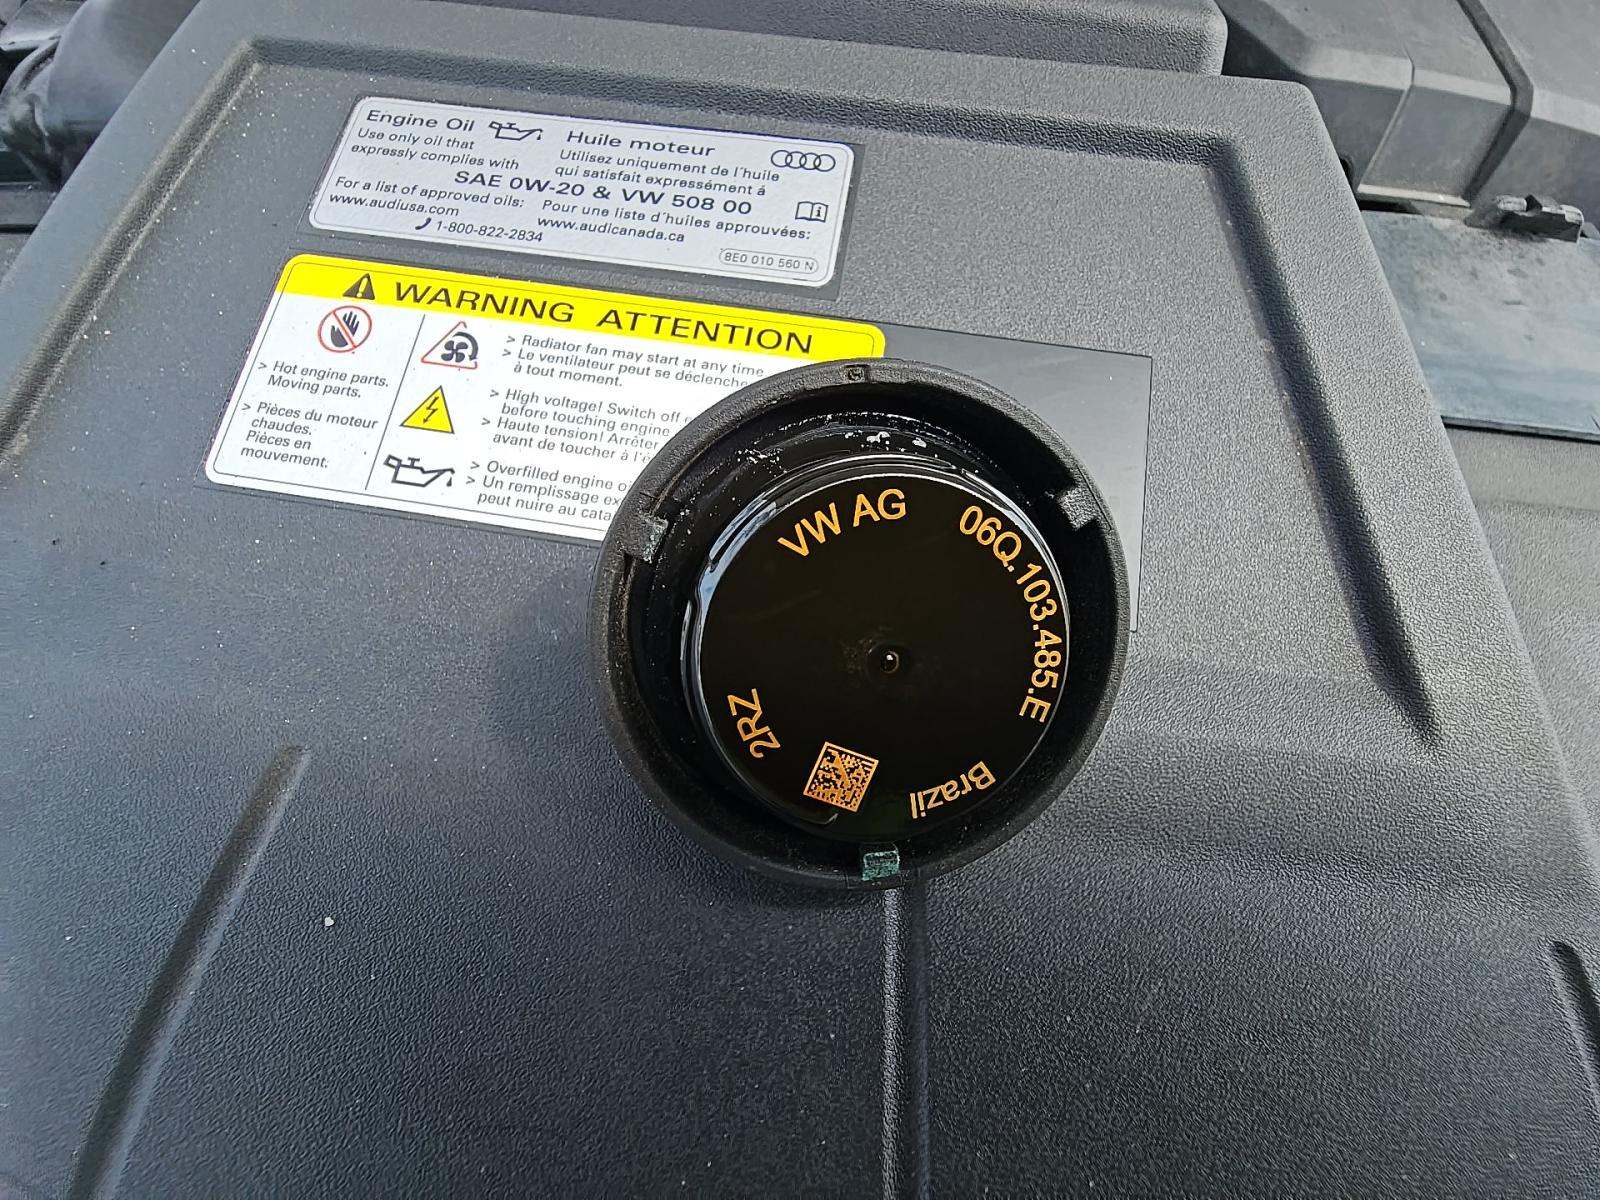 Engine Oil
Use only oil that
expressly complies with
Huile moteur
Utilisez uniquement de l'huile
qui satisfait expressément à
SAE 0W-20 & VW 508 00
For a list of approved oils:
www.audiusa.com
Pour une liste d'huiles approuvées:
www.audicanada.ca
1-800-822-2834
8E0 010 560 N
WARNING ATTENTION
> Hot engine parts.
Moving parts.
> Pièces du moteur
chaudes.
Pièces en
mouvement.
> Radiator fan may start at any time.
> Le ventilateur peut se déclenche
à tout moment.
> High voltage! Switch off
before touching engine
> Haute tension! Arrêter
avant de toucher à l'
> Overfilled engine
> Un remplissage ex
peut nuire au cata
VW AG
06Q.103.485.E
2RZ
Brazil